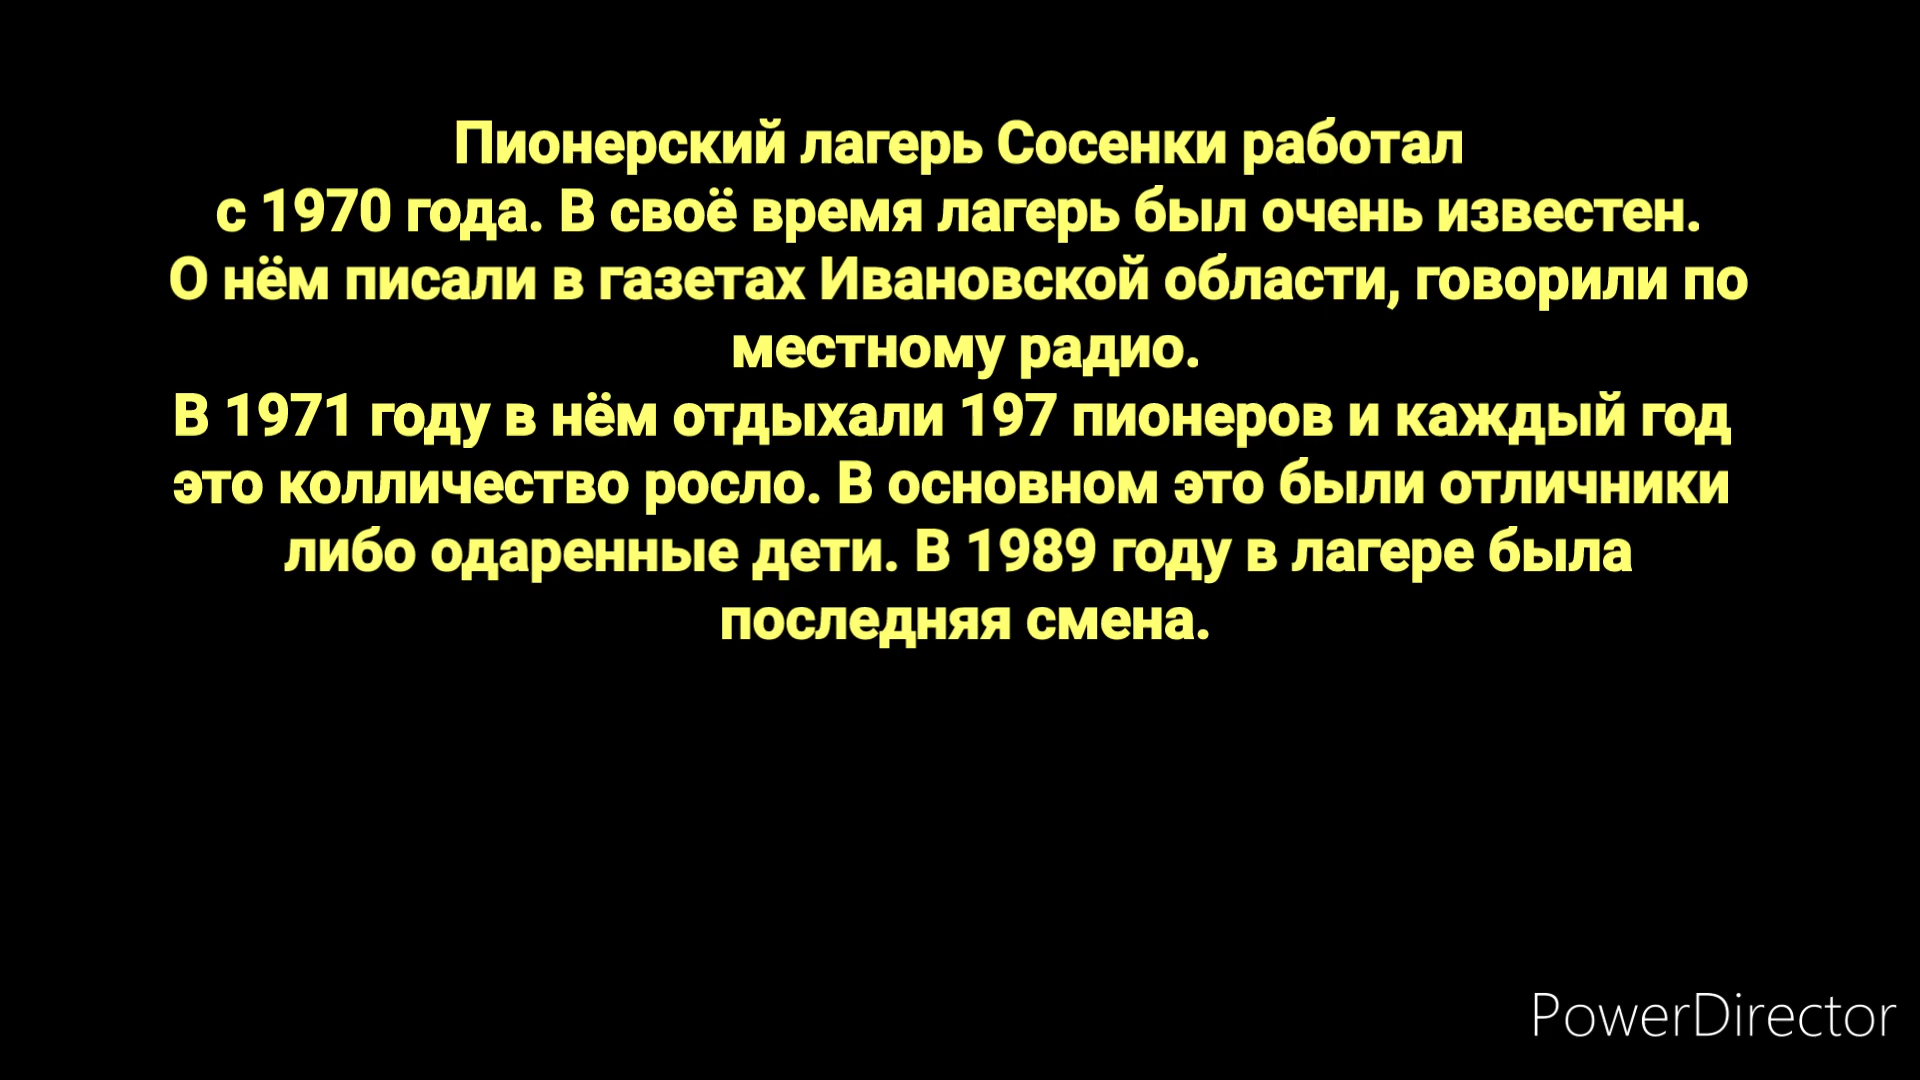 Пионерский лагерь Сосенки работал
с 1970 года. В своё время лагерь был очень известен.
О нём писали в газетах Ивановской области, говорили по
местному радио.
В 1971 году в нём отдыхали 197 пионеров и каждый год
это колличество росло. В основном это были отличники
либо одаренные дети. В 1989 году в лагере была
последняя смена.
PowerDirector